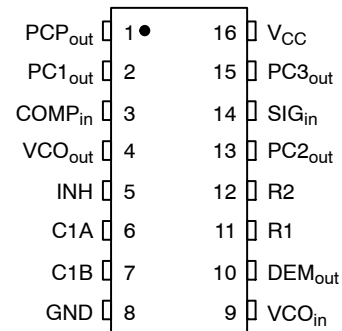 PCPout 1 16 VCC
PC1out 2 15 PC3out
COMPin 3 14 SIGin
VCOout 4 13 PC2out
INH 5 12 R2
C1A 6 11 R1
C1B 7 10 DEMout
GND 8 9 VCOin